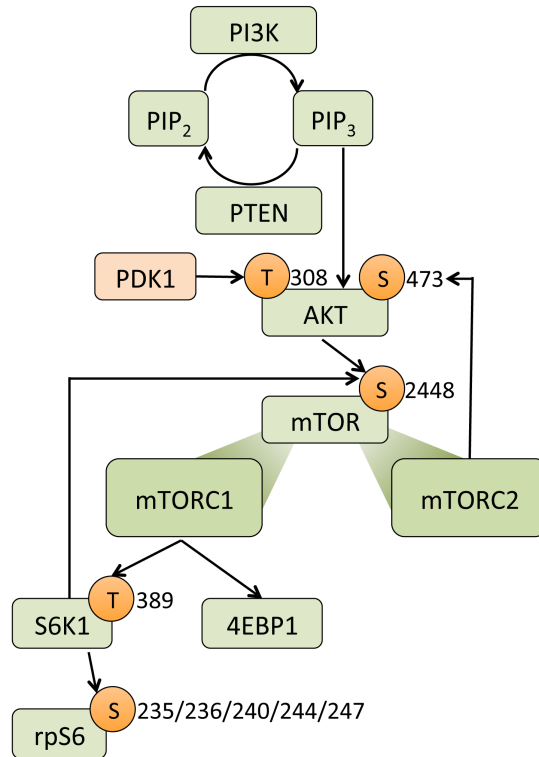 PI3K
PIP2
PIP3
PTEN
PDK1
T 308
S 473
AKT
S 2448
mTOR
mTORC1
mTORC2
T 389
S6K1
4EBP1
S 235/236/240/244/247
rpS6